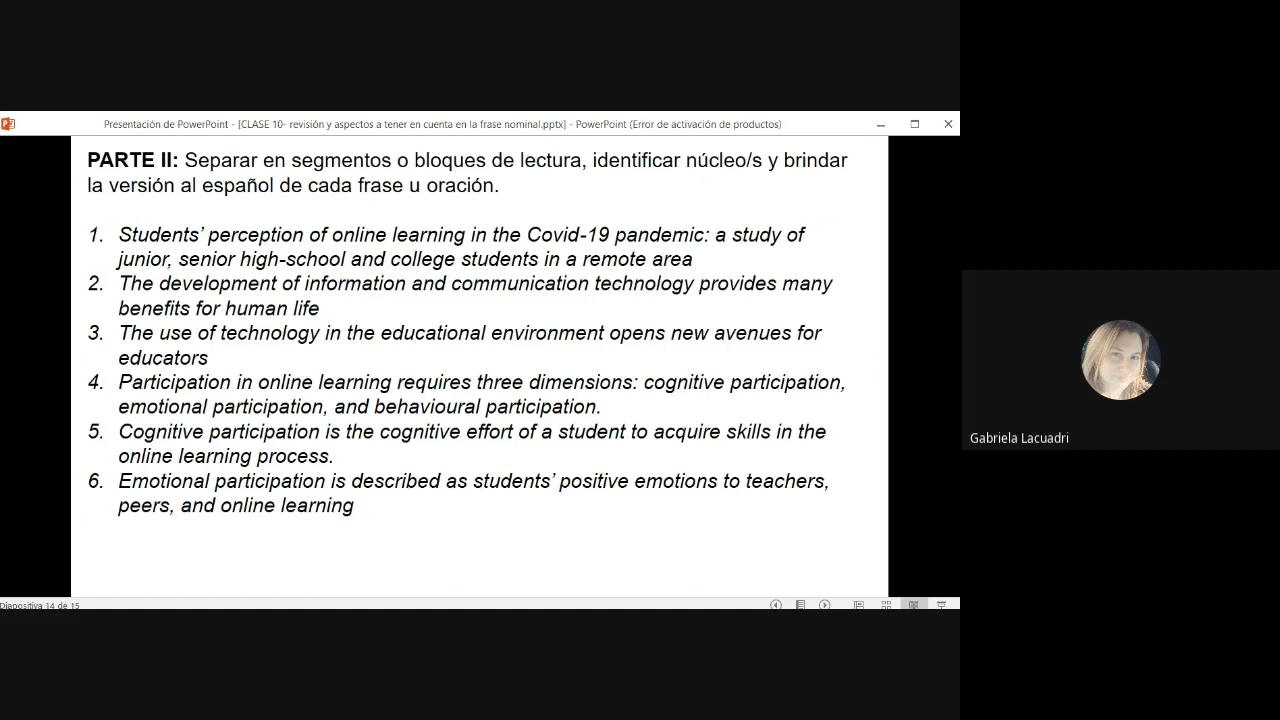 Presentación de PowerPoint - [CLASE 10- revisión y aspectos a tener en cuenta en la frase nominal.pptx] - PowerPoint (Error de activación de productos)
PARTE II: Separar en segmentos o bloques de lectura, identificar núcleo/s y brindar
la versión al español de cada frase u oración.
1. Students’ perception of online learning in the Covid-19 pandemic: a study of
junior, senior high-school and college students in a remote area
2. The development of information and communication technology provides many
benefits for human life
3. The use of technology in the educational environment opens new avenues for
educators
4. Participation in online learning requires three dimensions: cognitive participation,
emotional participation, and behavioural participation.
5. Cognitive participation is the cognitive effort of a student to acquire skills in the
online learning process.
6. Emotional participation is described as students’ positive emotions to teachers,
peers, and online learning
Gabriela Lacuadri
Diapositiva 14 de 15